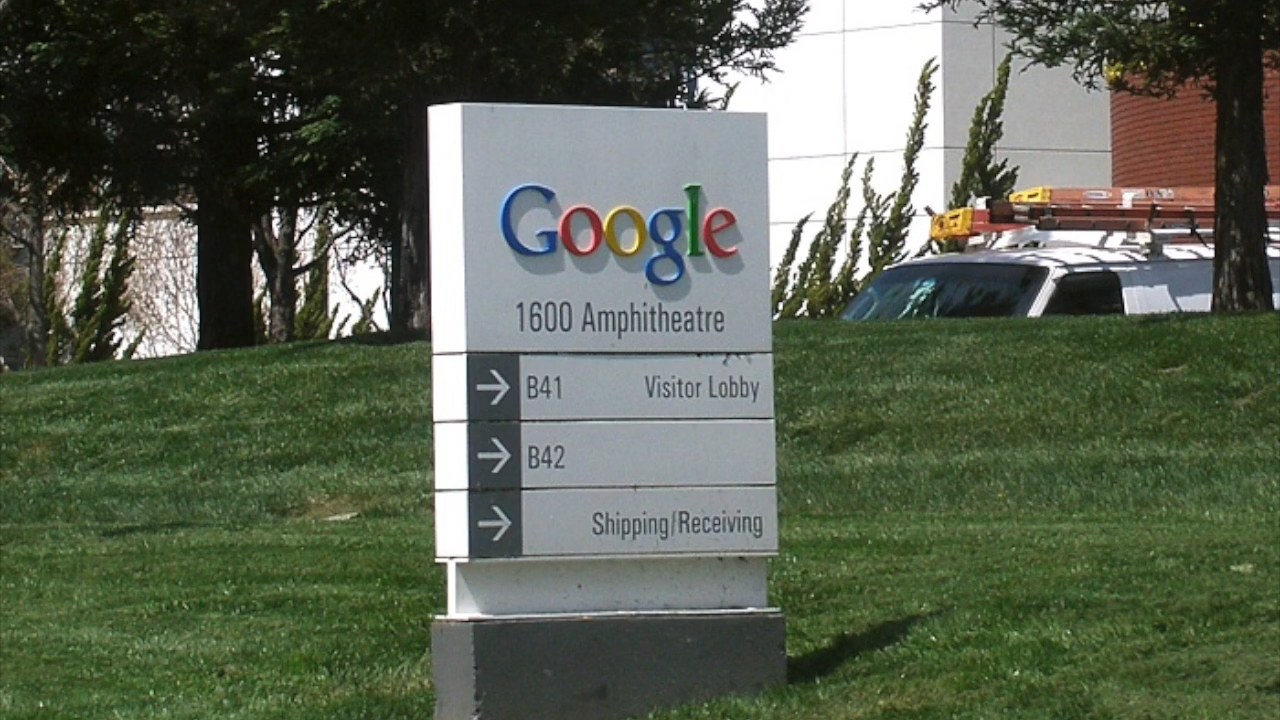 Google
1600 Amphitheatre
→ B41 Visitor Lobby
→ B42
→ Shipping/Receiving